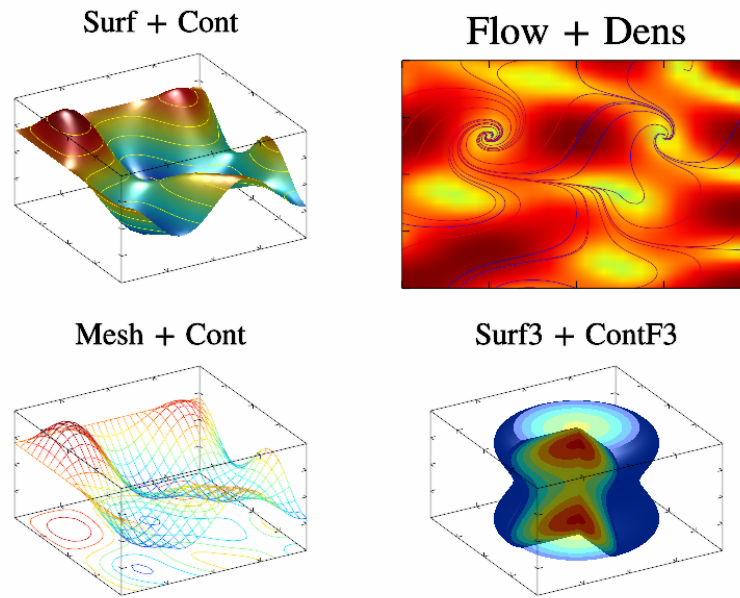 Surf + Cont
Flow + Dens
Mesh + Cont
Surf3 + ContF3